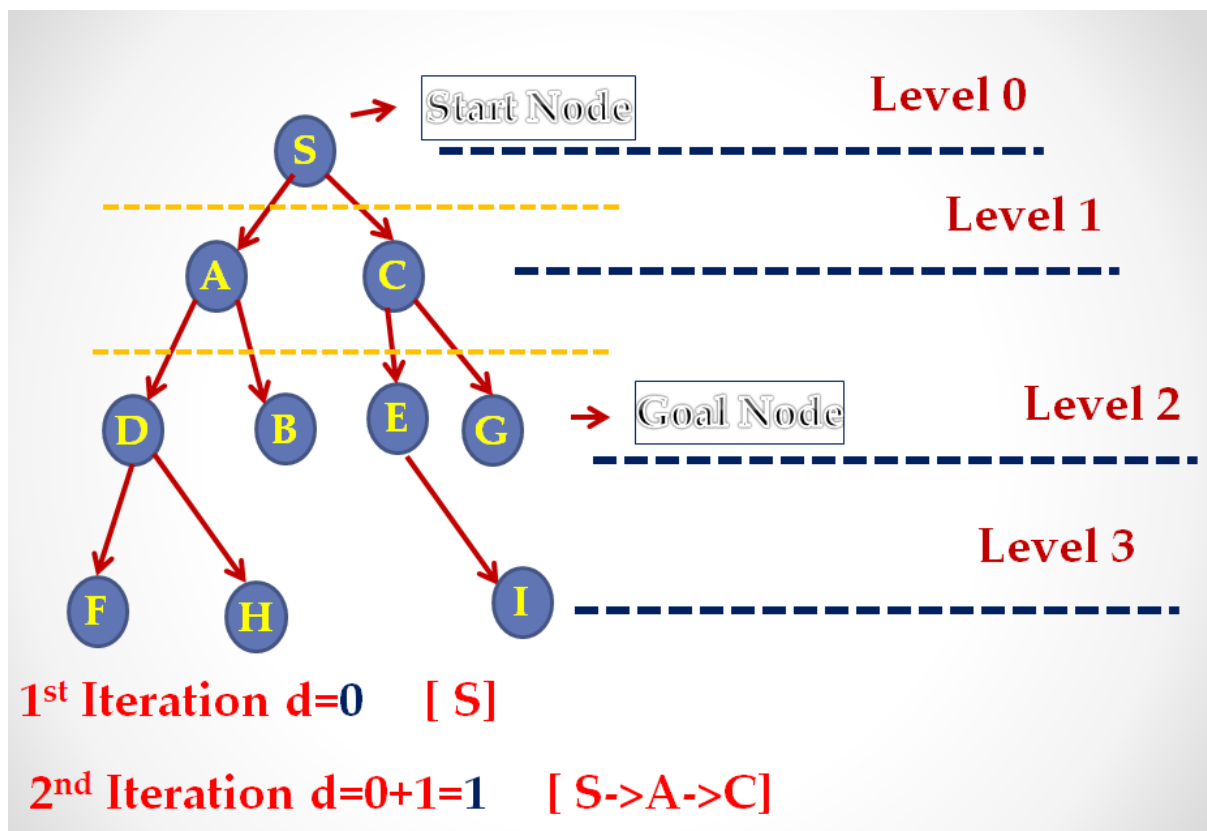 Start Node
Level 0
S
Level 1
A
C
D
B
E
G
Goal Node
Level 2
Level 3
F
H
I
1st Iteration d=0 [ S]
2nd Iteration d=0+1=1 [ S->A->C]